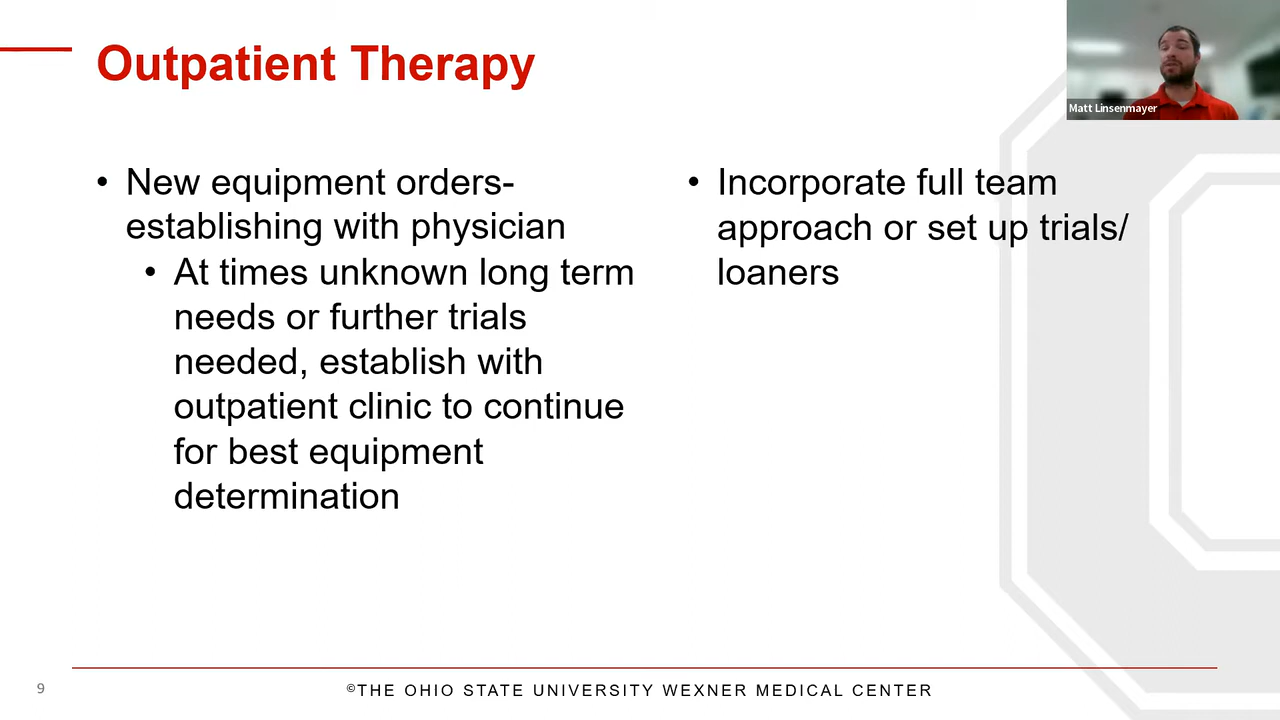 Outpatient Therapy
Matt Linsenmayer
• New equipment orders-
establishing with physician
• At times unknown long term
needs or further trials
needed, establish with
outpatient clinic to continue
for best equipment
determination
• Incorporate full team
approach or set up trials/
loaners
9
©THE OHIO STATE UNIVERSITY WEXNER MEDICAL CENTER